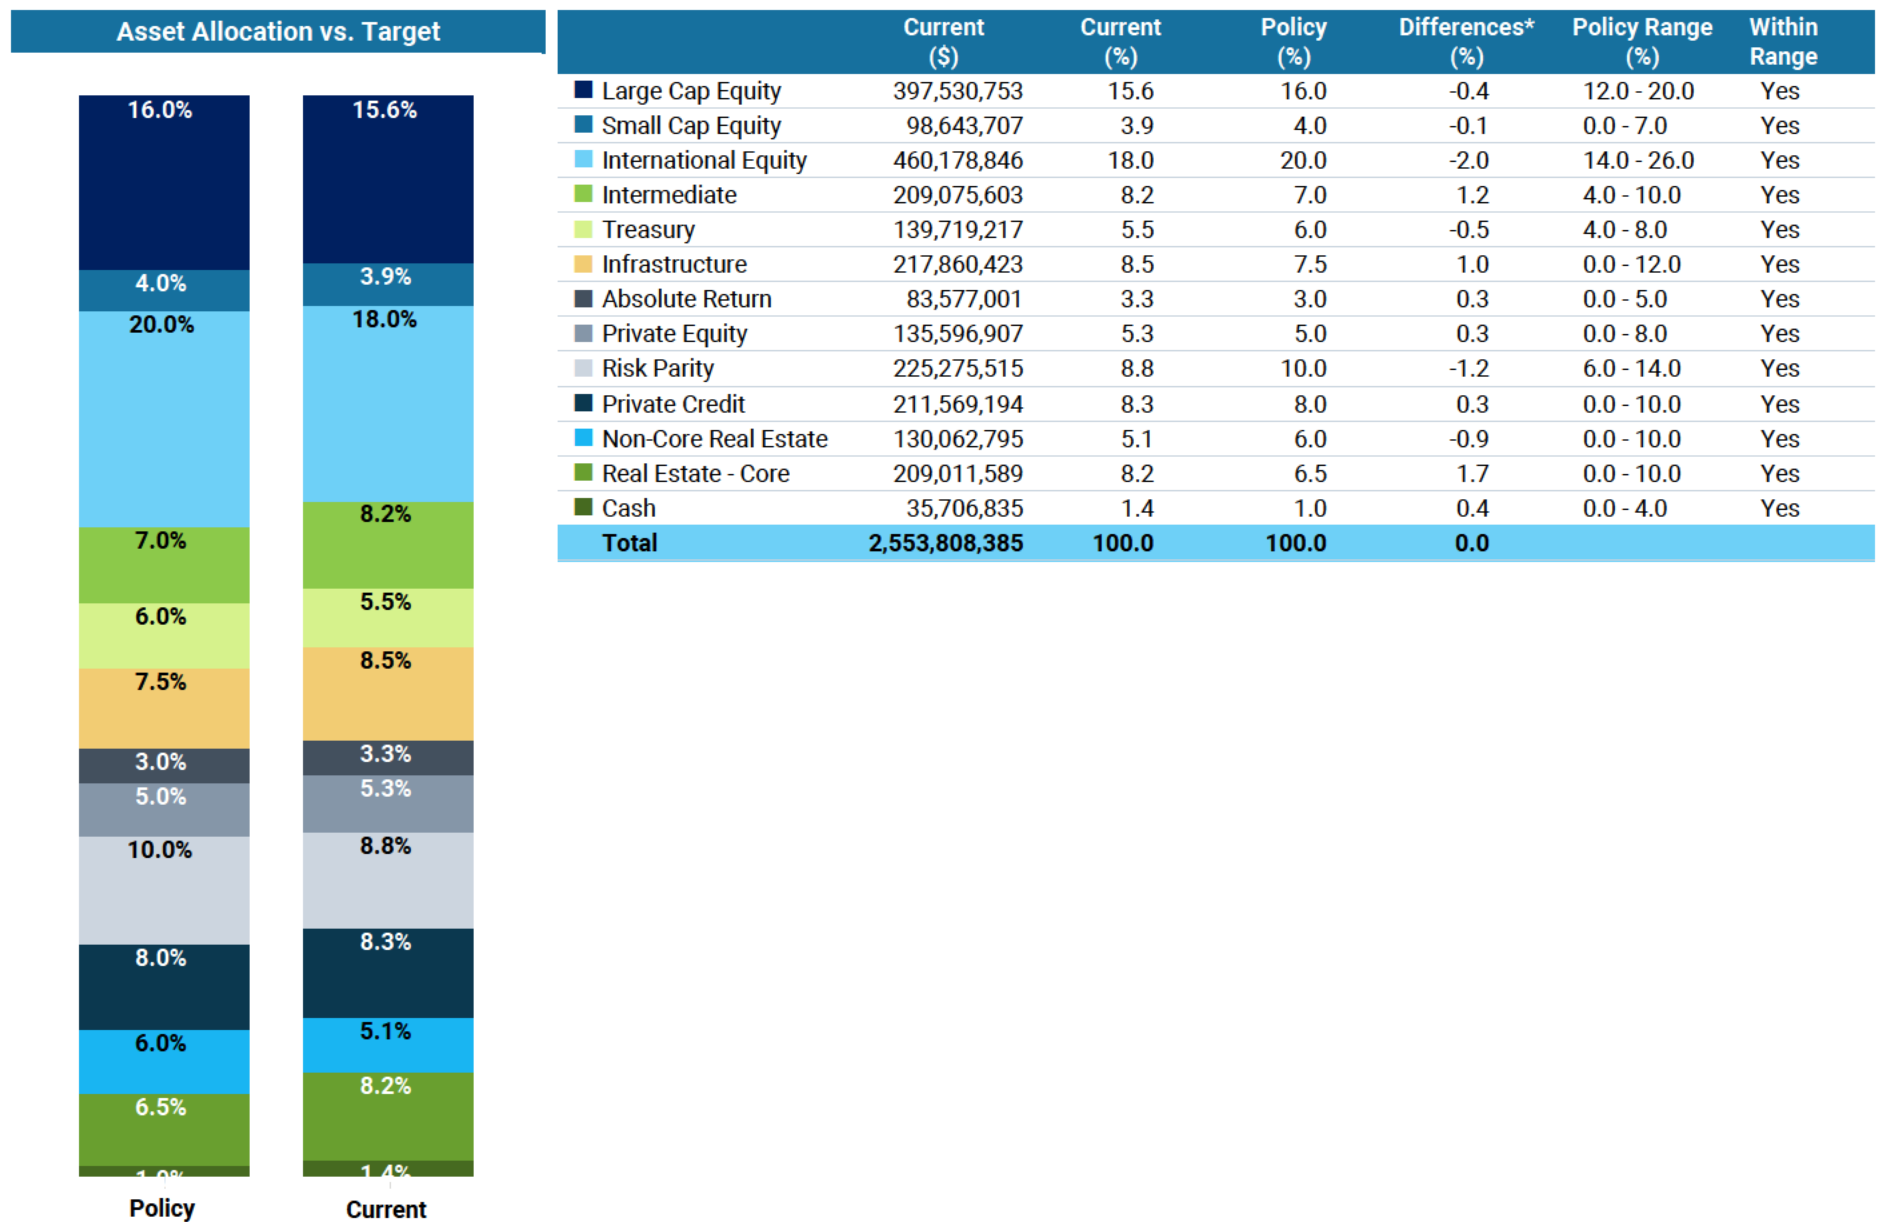 Asset Allocation vs. Target
16.0%
4.0%
20.0%
7.0%
6.0%
7.5%
3.0%
5.0%
10.0%
8.0%
6.0%
6.5%
1.0%
Policy
15.6%
3.9%
18.0%
8.2%
5.5%
8.5%
3.3%
5.3%
8.8%
8.3%
5.1%
8.2%
1.4%
Current
Current ($) Current (%) Policy (%) Differences* (%) Policy Range (%) Within Range
Large Cap Equity 397,530,753 15.6 16.0 -0.4 12.0 - 20.0 Yes
Small Cap Equity 98,643,707 3.9 4.0 -0.1 0.0 - 7.0 Yes
International Equity 460,178,846 18.0 20.0 -2.0 14.0 - 26.0 Yes
Intermediate 209,075,603 8.2 7.0 1.2 4.0 - 10.0 Yes
Treasury 139,719,217 5.5 6.0 -0.5 4.0 - 8.0 Yes
Infrastructure 217,860,423 8.5 7.5 1.0 0.0 - 12.0 Yes
Absolute Return 83,577,001 3.3 3.0 0.3 0.0 - 5.0 Yes
Private Equity 135,596,907 5.3 5.0 0.3 0.0 - 8.0 Yes
Risk Parity 225,275,515 8.8 10.0 -1.2 6.0 - 14.0 Yes
Private Credit 211,569,194 8.3 8.0 0.3 0.0 - 10.0 Yes
Non-Core Real Estate 130,062,795 5.1 6.0 -0.9 0.0 - 10.0 Yes
Real Estate - Core 209,011,589 8.2 6.5 1.7 0.0 - 10.0 Yes
Cash 35,706,835 1.4 1.0 0.4 0.0 - 4.0 Yes
Total 2,553,808,385 100.0 100.0 0.0